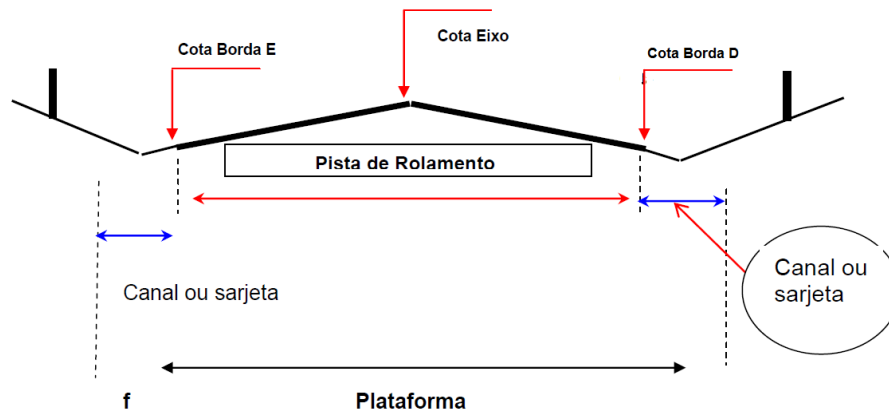 Cota Borda E
Cota Eixo
Cota Borda D
Pista de Rolamento
Canal ou sarjeta
Canal ou
sarjeta
f
Plataforma